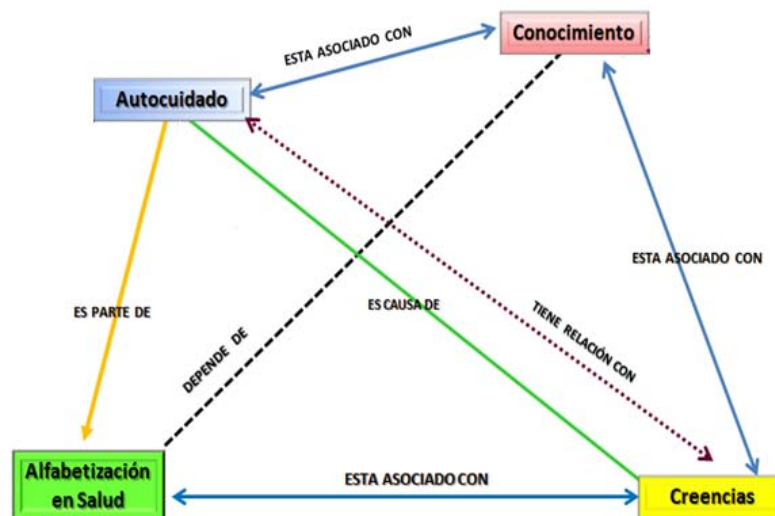 ESTA ASOCIADO CON
Conocimiento
Autocuidado
ESTA ASOCIADO CON
ES PARTE DE
ES CAUSA DE
TIENE RELACIÓN CON
DEPENDE DE
Alfabetización
en Salud
ESTA ASOCIADO CON
Creencias